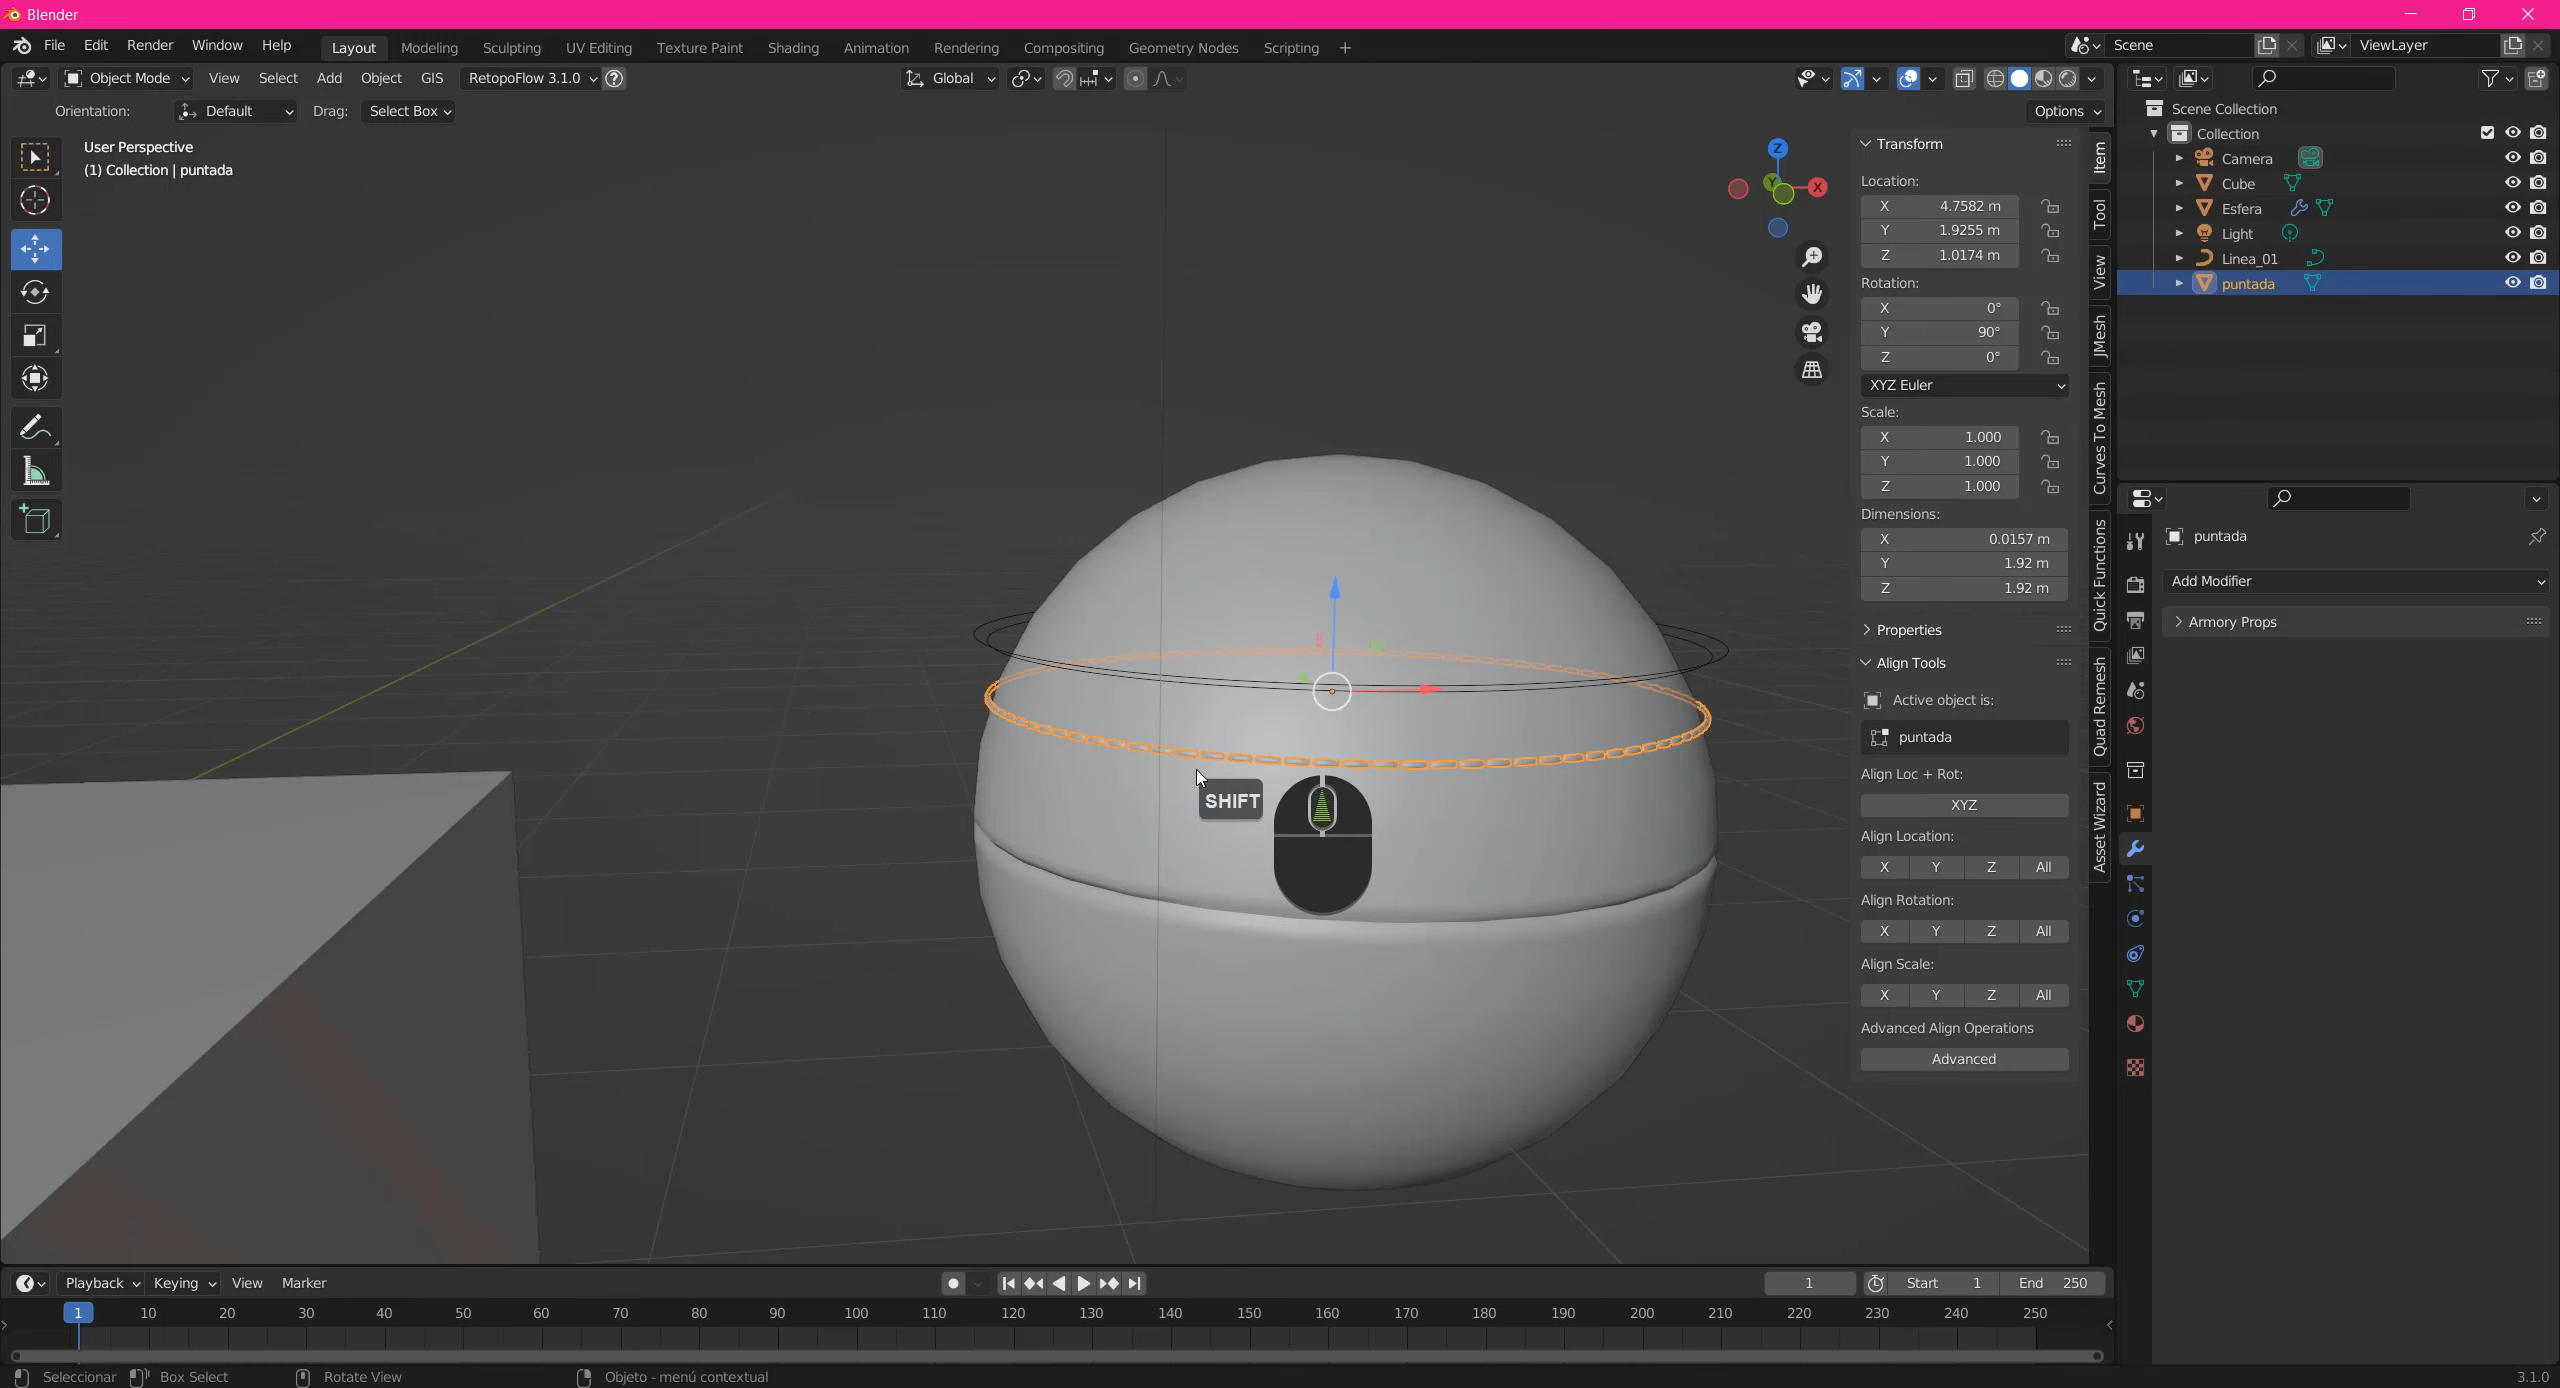 Blender
File Edit Render Window Help Layout Modeling Sculpting UV Editing Texture Paint Shading Animation Rendering Compositing Geometry Nodes Scripting + Scene ViewLayer
Object Mode View Select Add Object GIS RetopoFlow 3.1.0 Global
Orientation: Default Drag: Select Box Options
User Perspective
(1) Collection | puntada
Z
Y
X
Transform
Location:
X 4.7582 m
Y 1.9255 m
Z 1.0174 m
Rotation:
X 0°
Y 90°
Z 0°
XYZ Euler
Scale:
X 1.000
Y 1.000
Z 1.000
Dimensions:
X 0.0157 m
Y 1.92 m
Z 1.92 m
Properties
Align Tools
Active object is:
puntada
Align Loc + Rot:
XYZ
Align Location:
X Y Z All
Align Rotation:
X Y Z All
Align Scale:
X Y Z All
Advanced Align Operations
Advanced
Item
Tool
View
JMesh
Curves To Mesh
Quick Functions
Quad Remesh
Asset Wizard
Scene Collection
Collection
Camera
Cube
Esfera
Light
Linea_01
puntada
puntada
Add Modifier
Armory Props
SHIFT
Playback Keying View Marker 1 Start 1 End 250
1 10 20 30 40 50 60 70 80 90 100 110 120 130 140 150 160 170 180 190 200 210 220 230 240 250
Seleccionar Box Select Rotate View Objeto - menú contextual 3.1.0